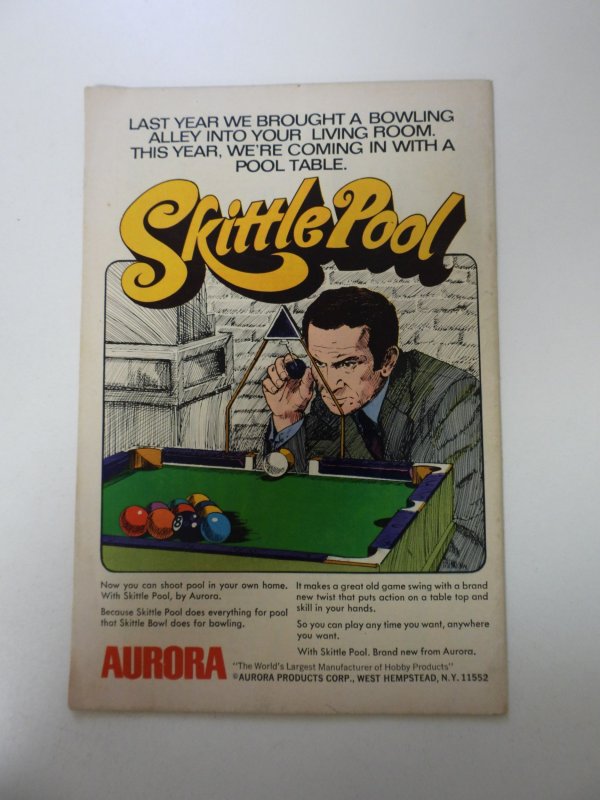 LAST YEAR WE BROUGHT A BOWLING
ALLEY INTO YOUR LIVING ROOM.
THIS YEAR, WE'RE COMING IN WITH A
POOL TABLE.
Skittle Pool
8
Now you can shoot pool in your own home.
With Skittle Pool, by Aurora.
Because Skittle Pool does everything for pool
that Skittle Bowl does for bowling.
It makes a great old game swing with a brand
new twist that puts action on a table top and
skill in your hands.
So you can play any time you want, anywhere
you want.
With Skittle Pool. Brand new from Aurora.
AURORA
"The World's Largest Manufacturer of Hobby Products"
©AURORA PRODUCTS CORP., WEST HEMPSTEAD, N.Y. 11552